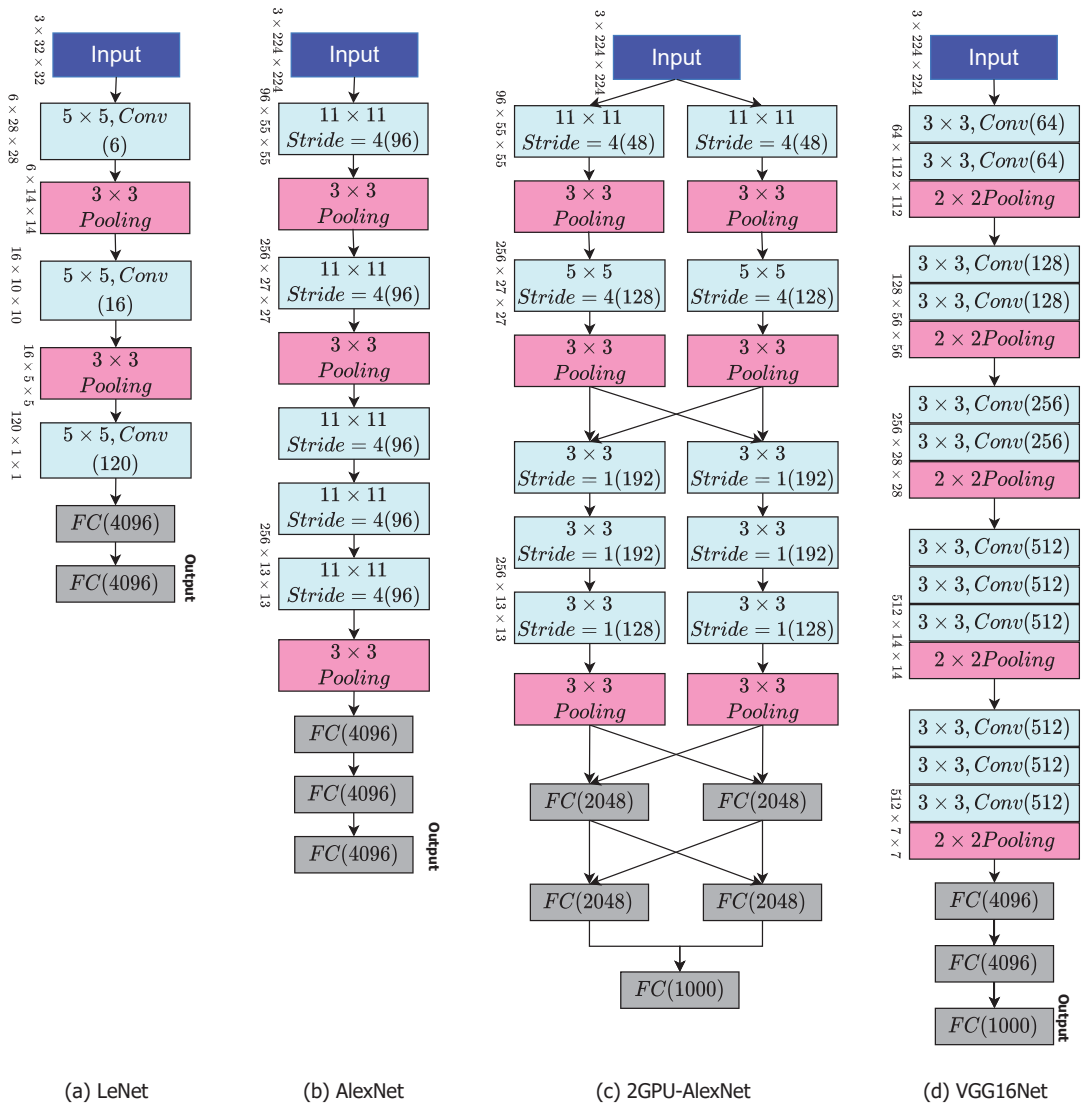 3 × 32 × 32
Input
6 × 28 × 28
5 × 5, Conv
(6)
6 × 14 × 14
3 × 3
Pooling
16 × 10 × 10
5 × 5, Conv
(16)
16 × 5 × 5
3 × 3
Pooling
120 × 1 × 1
5 × 5, Conv
(120)
FC(4096)
FC(4096)
Output
(a) LeNet
3 × 224 × 224
Input
96 × 55 × 55
11 × 11
Stride = 4(96)
3 × 3
Pooling
256 × 27 × 27
11 × 11
Stride = 4(96)
3 × 3
Pooling
11 × 11
Stride = 4(96)
11 × 11
Stride = 4(96)
256 × 13 × 13
11 × 11
Stride = 4(96)
3 × 3
Pooling
FC(4096)
FC(4096)
FC(4096)
Output
(b) AlexNet
3 × 224 × 224
Input
96 × 55 × 55
11 × 11
Stride = 4(48)
11 × 11
Stride = 4(48)
3 × 3
Pooling
3 × 3
Pooling
256 × 27 × 27
5 × 5
Stride = 4(128)
5 × 5
Stride = 4(128)
3 × 3
Pooling
3 × 3
Pooling
3 × 3
Stride = 1(192)
3 × 3
Stride = 1(192)
3 × 3
Stride = 1(192)
3 × 3
Stride = 1(192)
256 × 13 × 13
3 × 3
Stride = 1(128)
3 × 3
Stride = 1(128)
3 × 3
Pooling
3 × 3
Pooling
FC(2048)
FC(2048)
FC(2048)
FC(2048)
FC(1000)
(c) 2GPU-AlexNet
3 × 224 × 224
Input
64 × 112 × 112
3 × 3, Conv(64)
3 × 3, Conv(64)
2 × 2Pooling
128 × 56 × 56
3 × 3, Conv(128)
3 × 3, Conv(128)
2 × 2Pooling
256 × 28 × 28
3 × 3, Conv(256)
3 × 3, Conv(256)
2 × 2Pooling
512 × 14 × 14
3 × 3, Conv(512)
3 × 3, Conv(512)
3 × 3, Conv(512)
2 × 2Pooling
512 × 7 × 7
3 × 3, Conv(512)
3 × 3, Conv(512)
3 × 3, Conv(512)
2 × 2Pooling
FC(4096)
FC(4096)
FC(1000)
Output
(d) VGG16Net